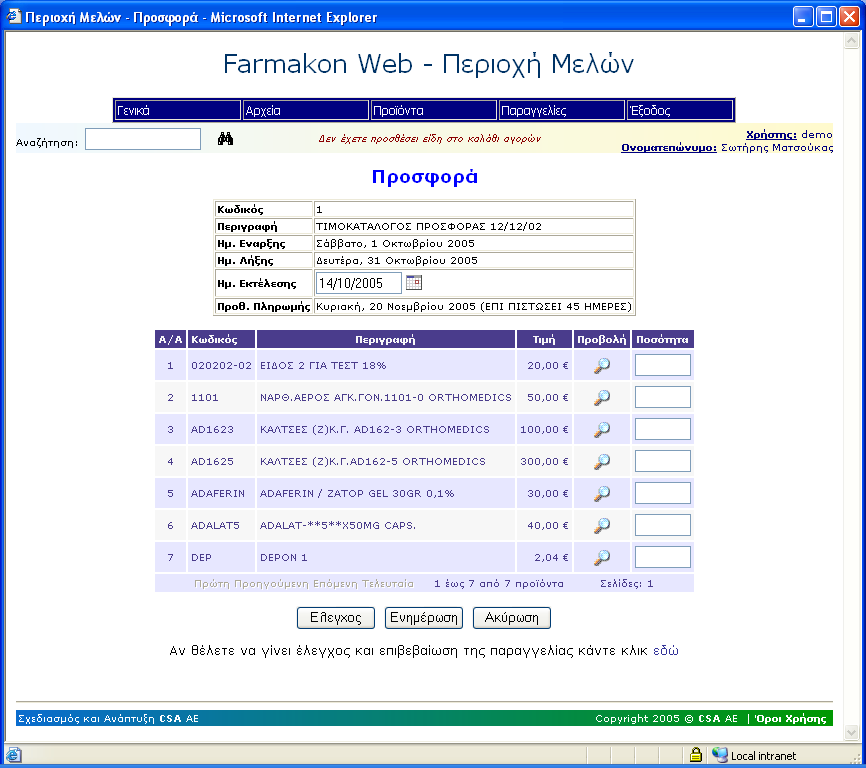 Περιοχή Μελών - Προσφορά - Microsoft Internet Explorer
Farmakon Web - Περιοχή Μελών
Γενικά Αρχεία Προϊόντα Παραγγελίες Έξοδος
Αναζήτηση: Δεν έχετε προσθέσει είδη στο καλάθι αγορών Χρήστης: demo
Ονοματεπώνυμο: Σωτήρης Ματσούκας
Προσφορά
Κωδικός 1
Περιγραφή ΤΙΜΟΚΑΤΑΛΟΓΟΣ ΠΡΟΣΦΟΡΑΣ 12/12/02
Ημ. Εναρξης Σάββατο, 1 Οκτωβρίου 2005
Ημ. Λήξης Δευτέρα, 31 Οκτωβρίου 2005
Ημ. Εκτέλεσης 14/10/2005
Προθ. Πληρωμής Κυριακή, 20 Νοεμβρίου 2005 (ΕΠΙ ΠΙΣΤΩΣΕΙ 45 ΗΜΕΡΕΣ)
Α/Α Κωδικός Περιγραφή Τιμή Προβολή Ποσότητα
1 020202-02 ΕΙΔΟΣ 2 ΓΙΑ ΤΕΣΤ 18% 20,00 €
2 1101 ΝΑΡΘ.ΑΕΡΟΣ ΑΓΚ.ΓΟΝ.1101-0 ORTHOMEDICS 50,00 €
3 AD1623 ΚΑΛΤΣΕΣ (Ζ)Κ.Γ. AD162-3 ORTHOMEDICS 100,00 €
4 AD1625 ΚΑΛΤΣΕΣ (Ζ)Κ.Γ.AD162-5 ORTHOMEDICS 300,00 €
5 ADAFERIN ADAFERIN / ZATOP GEL 30GR 0,1% 30,00 €
6 ADALAT5 ADALAT-**5**X50MG CAPS. 40,00 €
7 DEP DEPON 1 2,04 €
Πρώτη Προηγούμενη Επόμενη Τελευταία 1 έως 7 από 7 προϊόντα Σελίδες: 1
Ελεγχος Ενημέρωση Ακύρωση
Αν θέλετε να γίνει έλεγχος και επιβεβαίωση της παραγγελίας κάντε κλικ εδώ
Σχεδιασμός και Ανάπτυξη CSA AE Copyright 2005 © CSA AE | Όροι Χρήσης
Local intranet